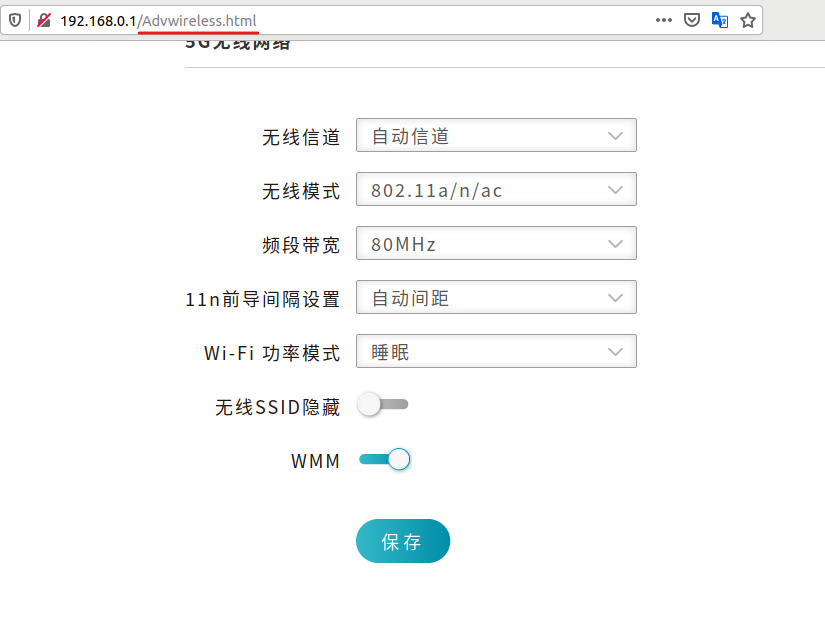 192.168.0.1/Advwireless.html
5G无线网络
无线信道 自动信道
无线模式 802.11a/n/ac
频段带宽 80MHz
11n前导间隔设置 自动间距
Wi-Fi 功率模式 睡眠
无线SSID隐藏
WMM
保存